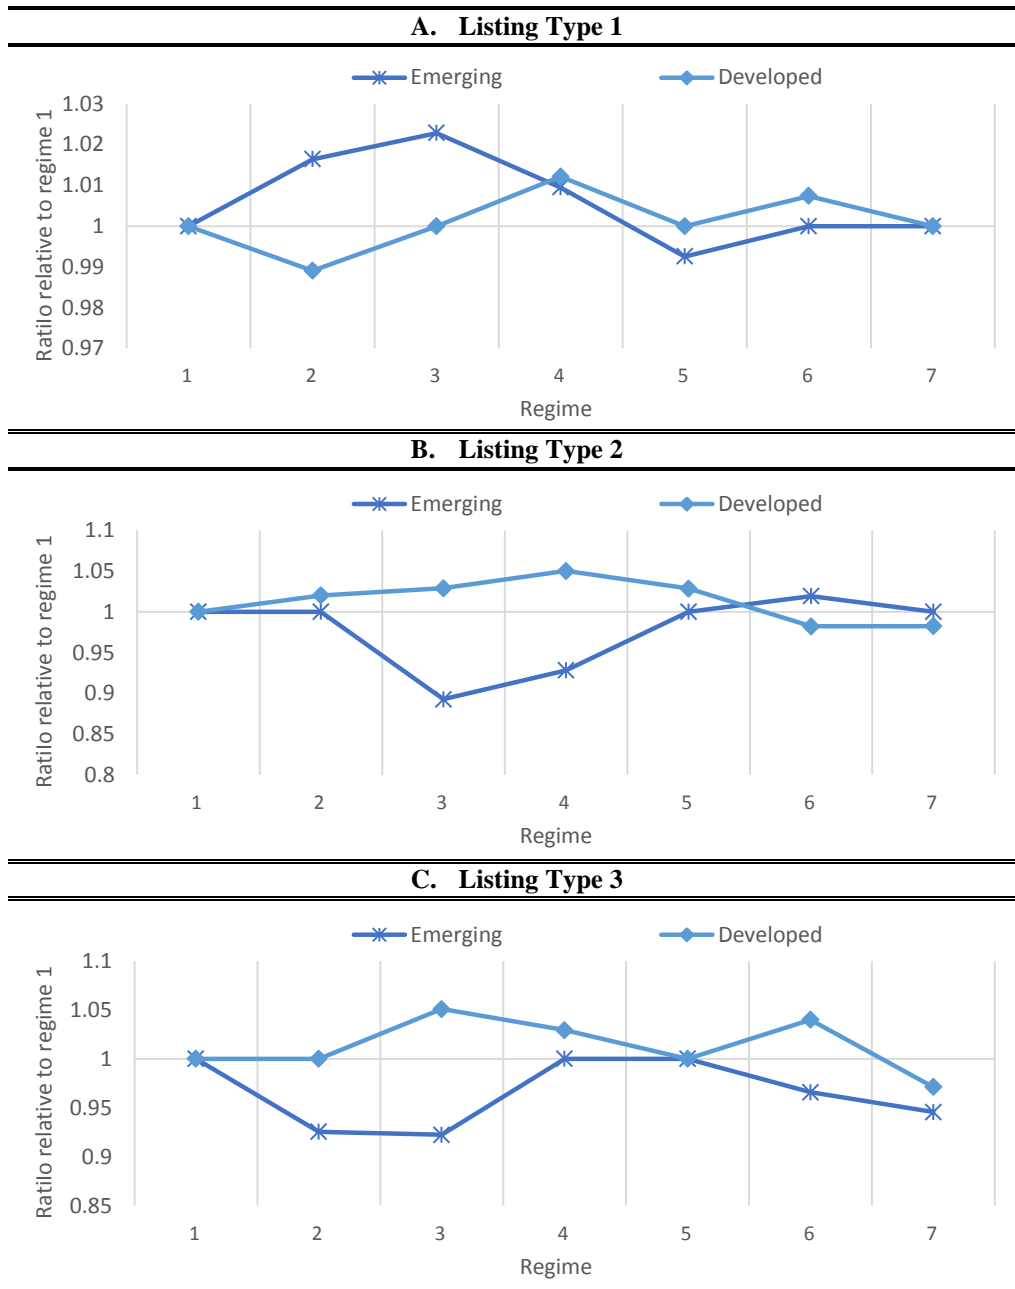 A. Listing Type 1
Emerging Developed
Ratilo relative to regime 1
1.03
1.02
1.01
1
0.99
0.98
0.97
1 2 3 4 5 6 7
Regime
B. Listing Type 2
Emerging Developed
Ratilo relative to regime 1
1.1
1.05
1
0.95
0.9
0.85
0.8
1 2 3 4 5 6 7
Regime
C. Listing Type 3
Emerging Developed
Ratilo relative to regime 1
1.1
1.05
1
0.95
0.9
0.85
1 2 3 4 5 6 7
Regime